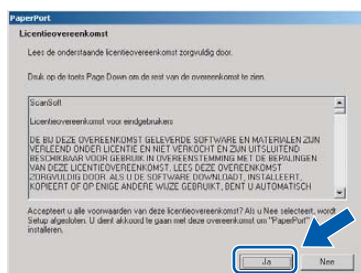 PaperPort
Licentieovereenkomst
Lees de onderstaande licentieovereenkomst zorgvuldig door.
Druk op de toets Page Down om de rest van de overeenkomst te zien.
ScanSoft
Licentieovereenkomst voor eindgebruikers
DE BIJ DEZE OVEREENKOMST GELEVERDE SOFTWARE EN MATERIALEN ZIJN
VERLEEND ONDER LICENTIE EN NIET VERKOCHT EN ZIJN UITSLUITEND
BESCHIKBAAR VOOR GEBRUIK IN OVEREENSTEMMING MET DE BEPALINGEN
VAN DEZE LICENTIEOVEREENKOMST. LEES DEZE OVEREENKOMST
ZORGVULDIG DOOR. ALS U DE SOFTWARE DOWNLOADT, INSTALLEERT,
KOPIEERT OF OP ENIGE ANDERE WIJZE GEBRUIKT, BENT U AUTOMATISCH
Accepteert u alle voorwaarden van deze licentieovereenkomst? Als u Nee selecteert, wordt
Setup afgesloten. U dient akkoord te gaan met deze overeenkomst om "PaperPort"
installeren.
Ja
Nee